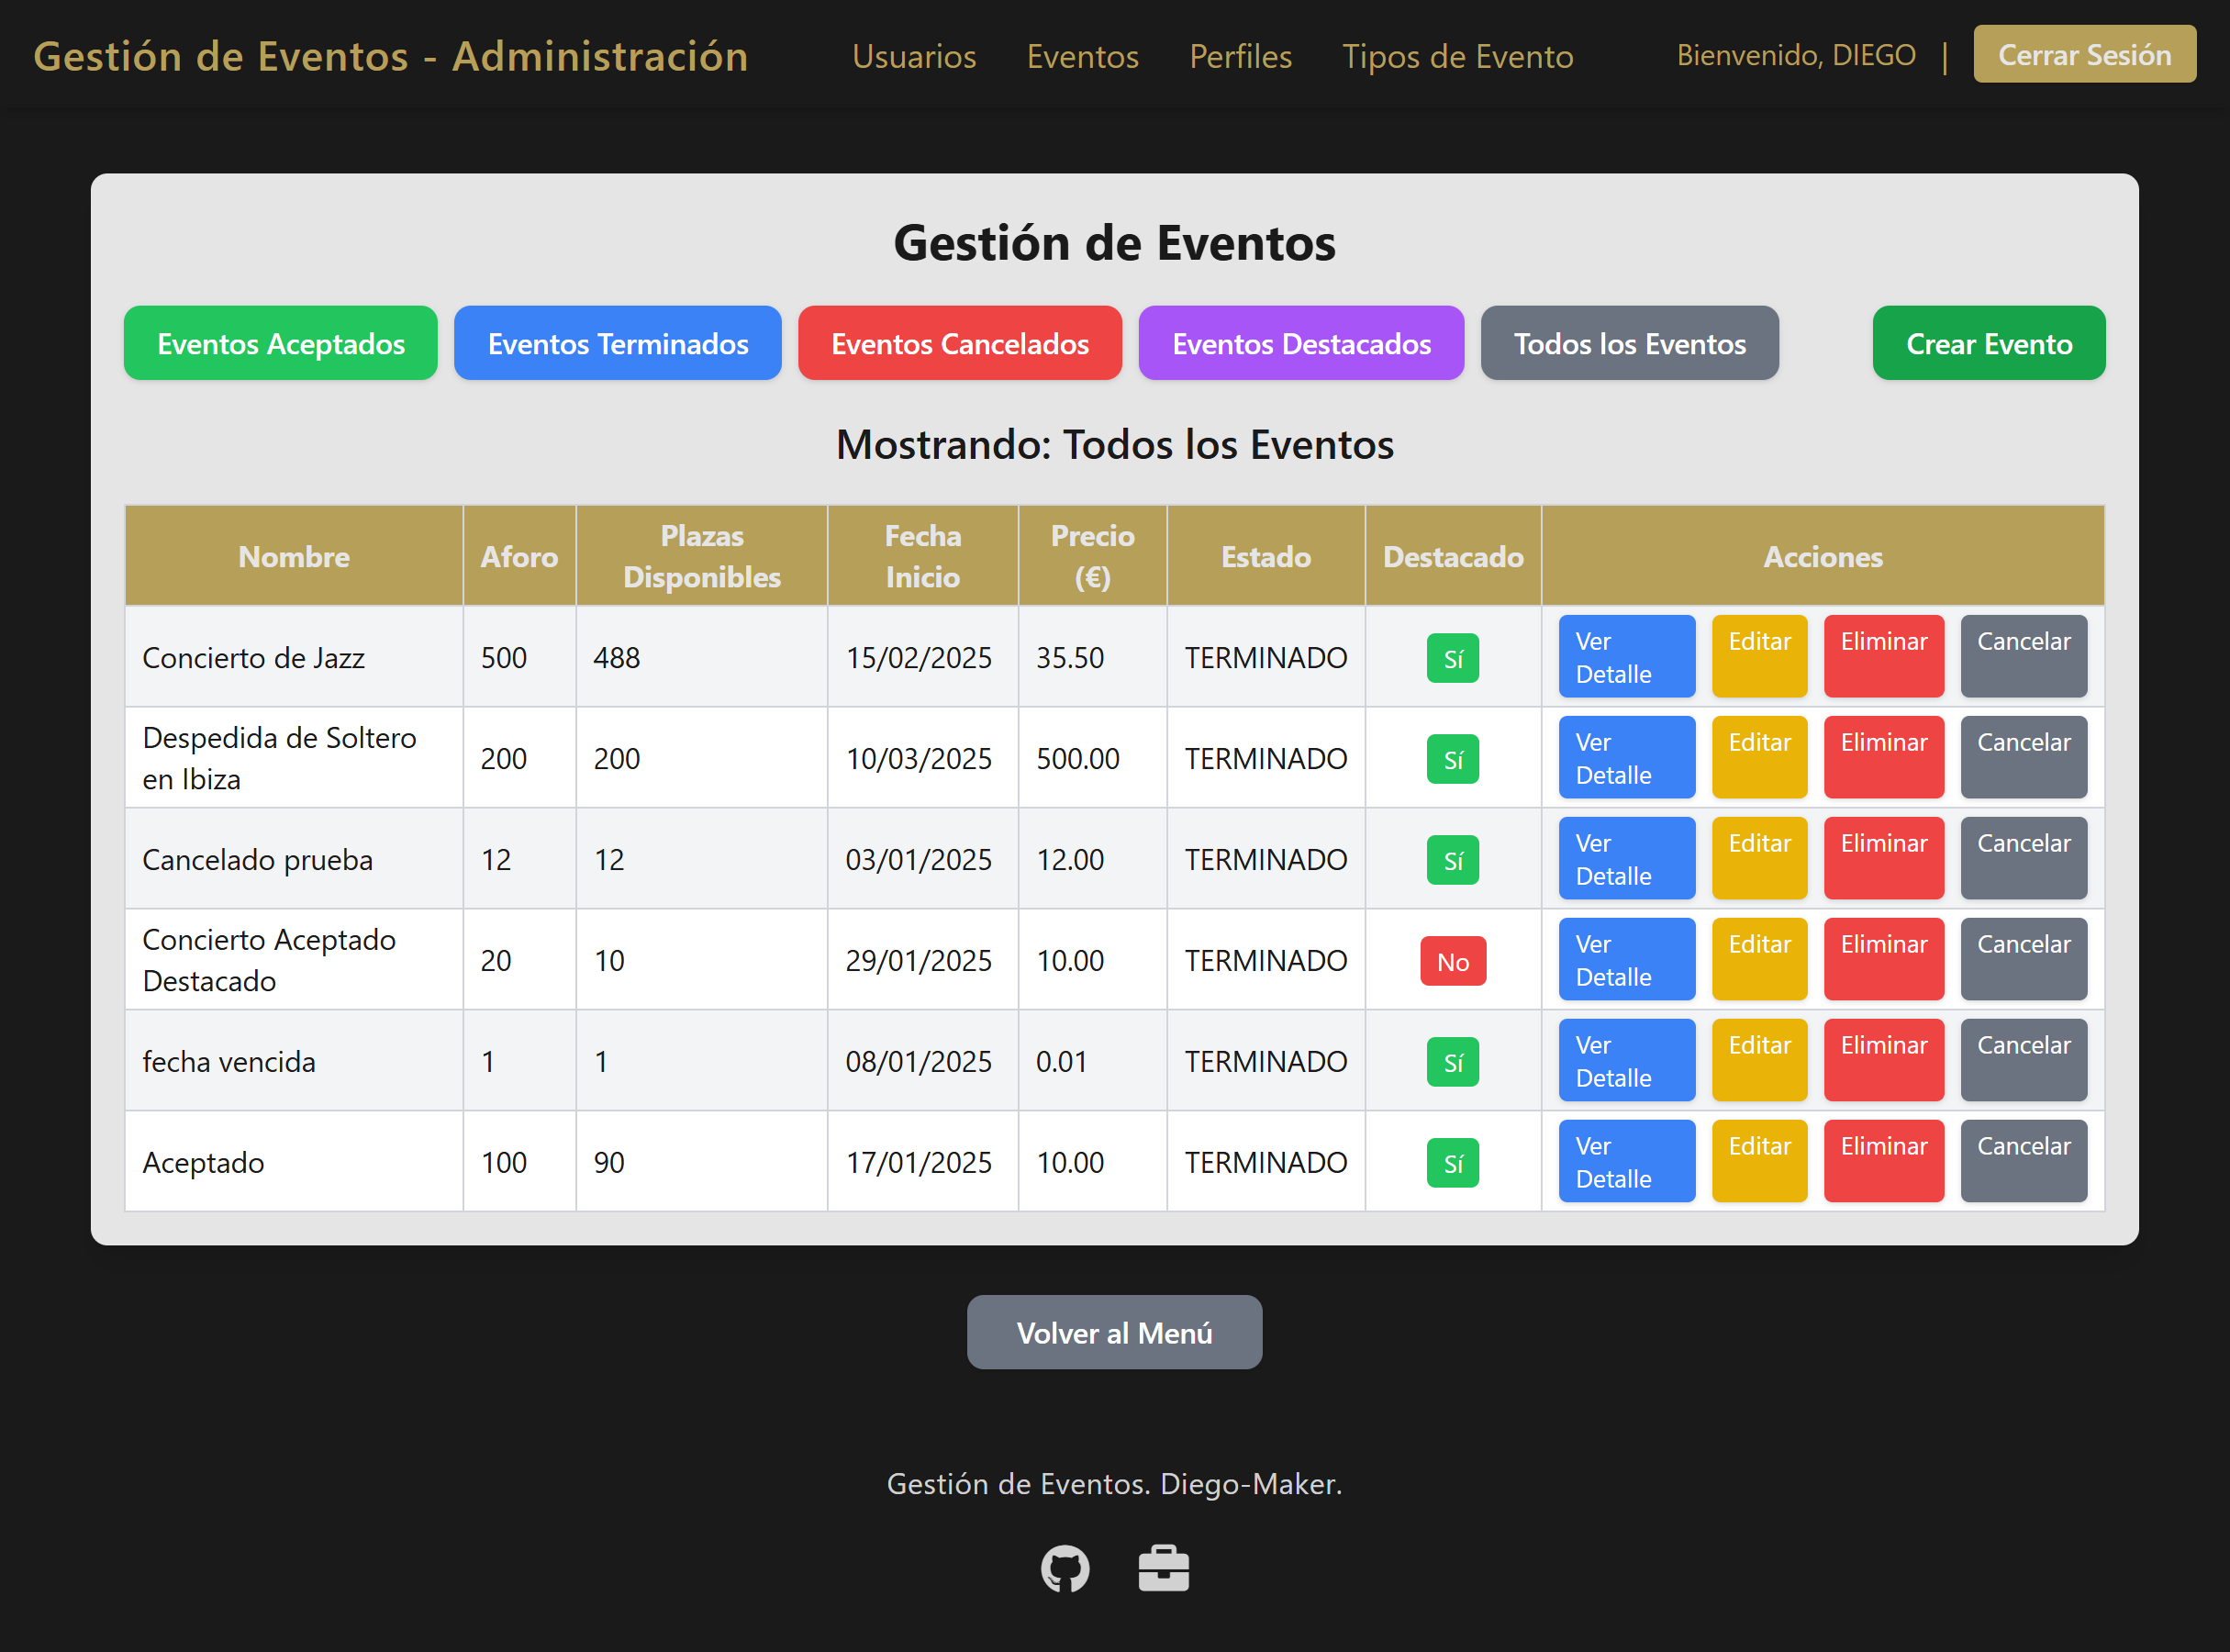 Gestión de Eventos - Administración Usuarios Eventos Perfiles Tipos de Evento Bienvenido, DIEGO | Cerrar Sesión
Gestión de Eventos
Eventos Aceptados Eventos Terminados Eventos Cancelados Eventos Destacados Todos los Eventos Crear Evento
Mostrando: Todos los Eventos
Nombre Aforo Plazas Disponibles Fecha Inicio Precio (€) Estado Destacado Acciones
Concierto de Jazz 500 488 15/02/2025 35.50 TERMINADO Sí Ver Detalle Editar Eliminar Cancelar
Despedida de Soltero en Ibiza 200 200 10/03/2025 500.00 TERMINADO Sí Ver Detalle Editar Eliminar Cancelar
Cancelado prueba 12 12 03/01/2025 12.00 TERMINADO Sí Ver Detalle Editar Eliminar Cancelar
Concierto Aceptado Destacado 20 10 29/01/2025 10.00 TERMINADO No Ver Detalle Editar Eliminar Cancelar
fecha vencida 1 1 08/01/2025 0.01 TERMINADO Sí Ver Detalle Editar Eliminar Cancelar
Aceptado 100 90 17/01/2025 10.00 TERMINADO Sí Ver Detalle Editar Eliminar Cancelar
Volver al Menú
Gestión de Eventos. Diego-Maker.